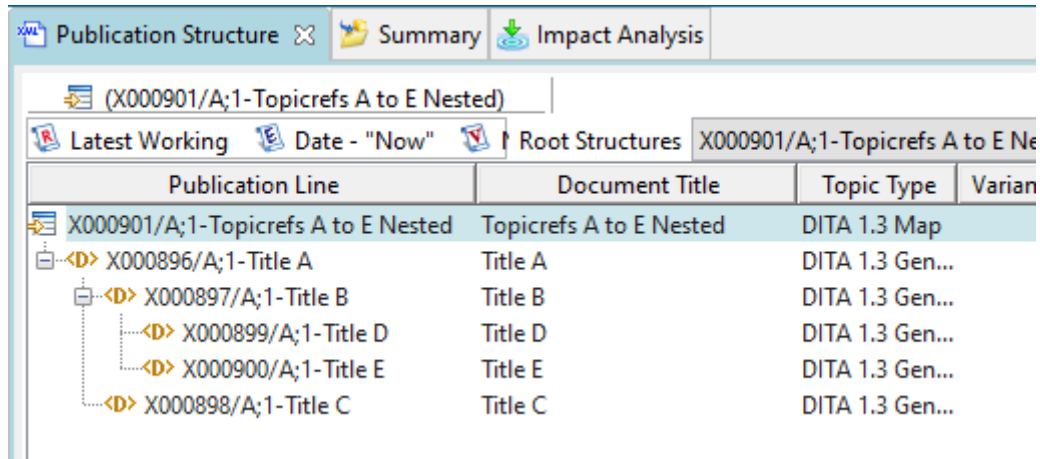 Publication Structure Summary Impact Analysis
(X000901/A;1-Topicrefs A to E Nested)
Latest Working Date - "Now" Root Structures X000901/A;1-Topicrefs A to E Ne
Publication Line Document Title Topic Type Varian
X000901/A;1-Topicrefs A to E Nested Topicrefs A to E Nested DITA 1.3 Map
<D> X000896/A;1-Title A Title A DITA 1.3 Gen...
<D> X000897/A;1-Title B Title B DITA 1.3 Gen...
<D> X000899/A;1-Title D Title D DITA 1.3 Gen...
<D> X000900/A;1-Title E Title E DITA 1.3 Gen...
<D> X000898/A;1-Title C Title C DITA 1.3 Gen...